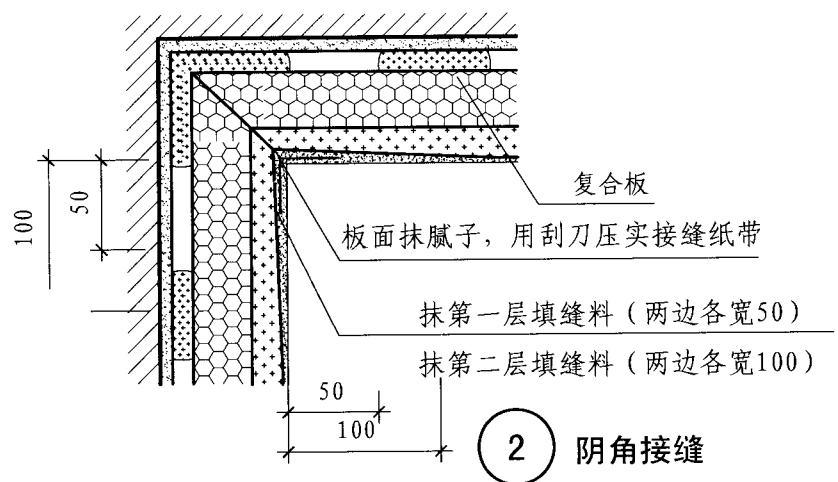 复合板
100
50
板面抹腻子，用刮刀压实接缝纸带
抹第一层填缝料（两边各宽50）
抹第二层填缝料（两边各宽100）
50
100
2 阴角接缝